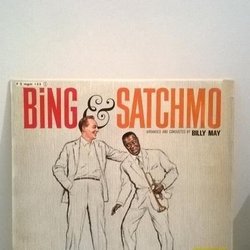 BiNG & SATCHMO
ARRANGED AND CONDUCTED BY BILLY MAY